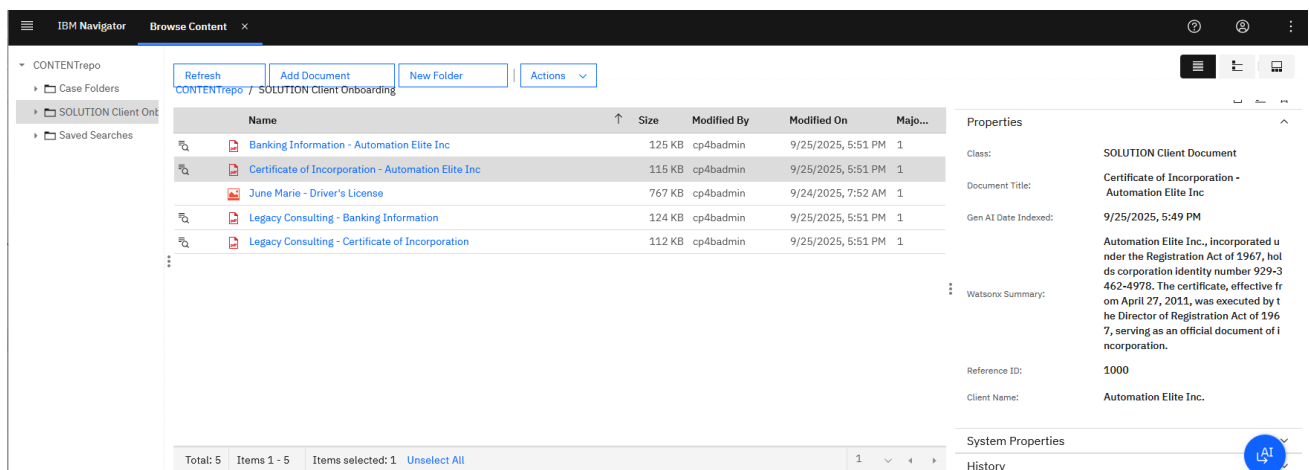 IBM Navigator Browse Content ×
CONTENTrepo
Case Folders
SOLUTION Client Onb
Saved Searches
Refresh Add Document New Folder Actions
CONTENTrepo / SOLUTION Client Onboarding
Name Size Modified By Modified On Majo...
Banking Information - Automation Elite Inc 125 KB cp4badmin 9/25/2025, 5:51 PM 1
Certificate of Incorporation - Automation Elite Inc 115 KB cp4badmin 9/25/2025, 5:51 PM 1
June Marie - Driver's License 767 KB cp4badmin 9/24/2025, 7:52 AM 1
Legacy Consulting - Banking Information 124 KB cp4badmin 9/25/2025, 5:51 PM 1
Legacy Consulting - Certificate of Incorporation 112 KB cp4badmin 9/25/2025, 5:51 PM 1
Total: 5 Items 1 - 5 Items selected: 1 Unselect All 1
Properties
Class: SOLUTION Client Document
Document Title: Certificate of Incorporation -
Automation Elite Inc
Gen AI Date Indexed: 9/25/2025, 5:49 PM
Watsonx Summary: Automation Elite Inc., incorporated u
nder the Registration Act of 1967, hol
ds corporation identity number 929-3
462-4978. The certificate, effective fr
om April 27, 2011, was executed by t
he Director of Registration Act of 196
7, serving as an official document of i
ncorporation.
Reference ID: 1000
Client Name: Automation Elite Inc.
System Properties
History
AI